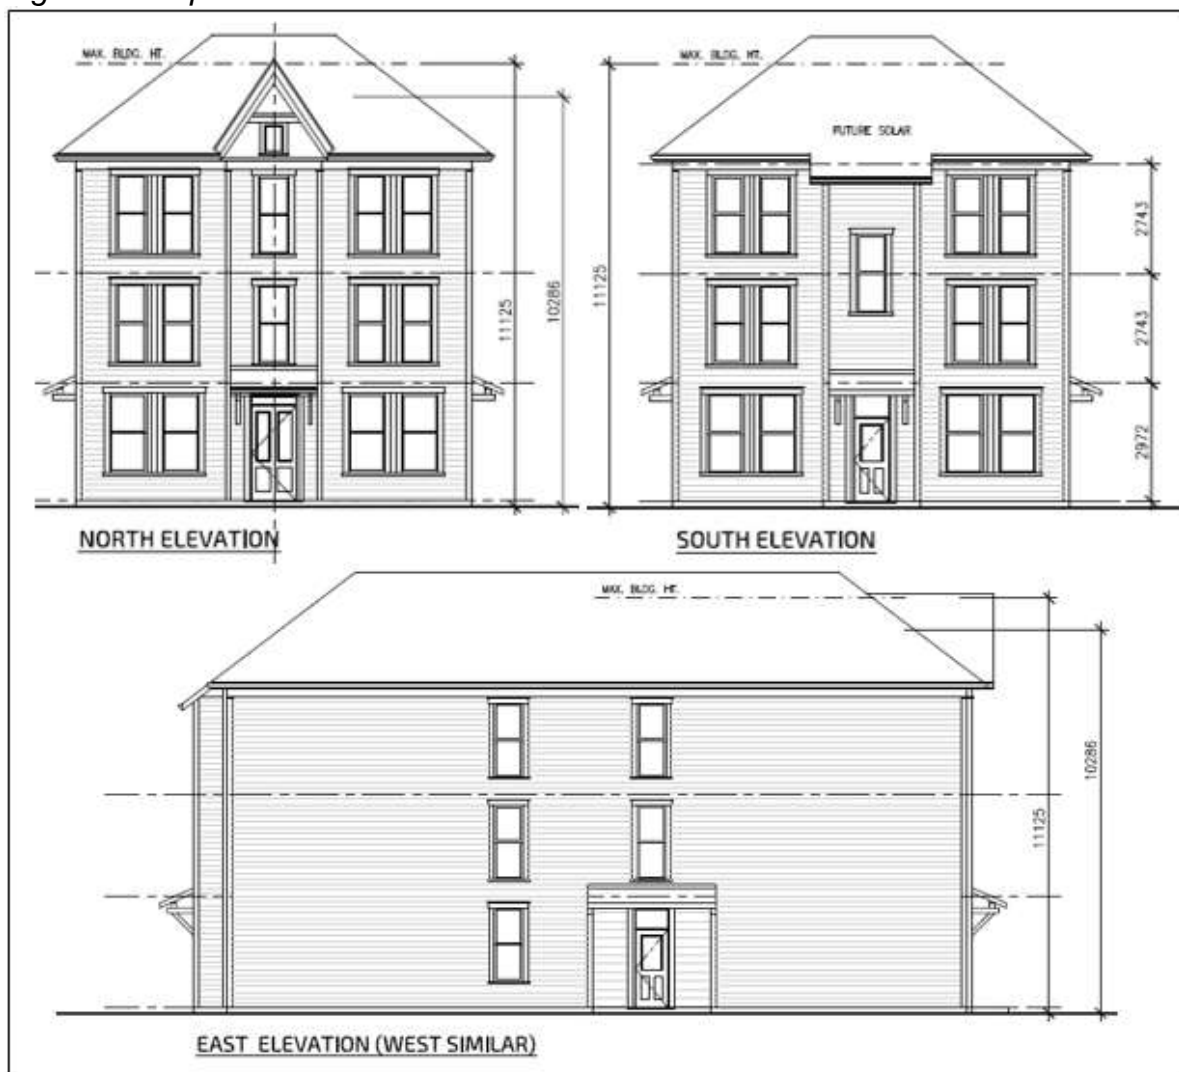 MAX. BLDG. HT.
11125
10286
NORTH ELEVATION
MAX. BLDG. HT.
FUTURE SOLAR
11125
2743
2743
2972
SOUTH ELEVATION
MAX. BLDG. HT.
11125
10286
EAST ELEVATION (WEST SIMILAR)